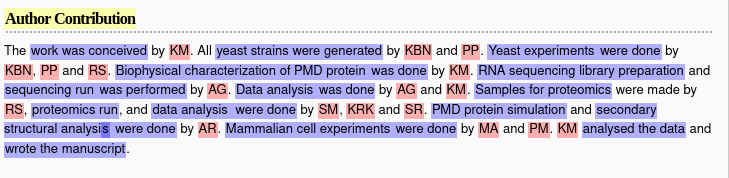 Author Contribution
The work was conceived by KM. All yeast strains were generated by KBN and PP. Yeast experiments were done by
KBN, PP and RS. Biophysical characterization of PMD protein was done by KM. RNA sequencing library preparation and
sequencing run was performed by AG. Data analysis was done by AG and KM. Samples for proteomics were made by
RS, proteomics run, and data analysis were done by SM, KRK and SR. PMD protein simulation and secondary
structural analysis were done by AR. Mammalian cell experiments were done by MA and PM. KM analysed the data and
wrote the manuscript.